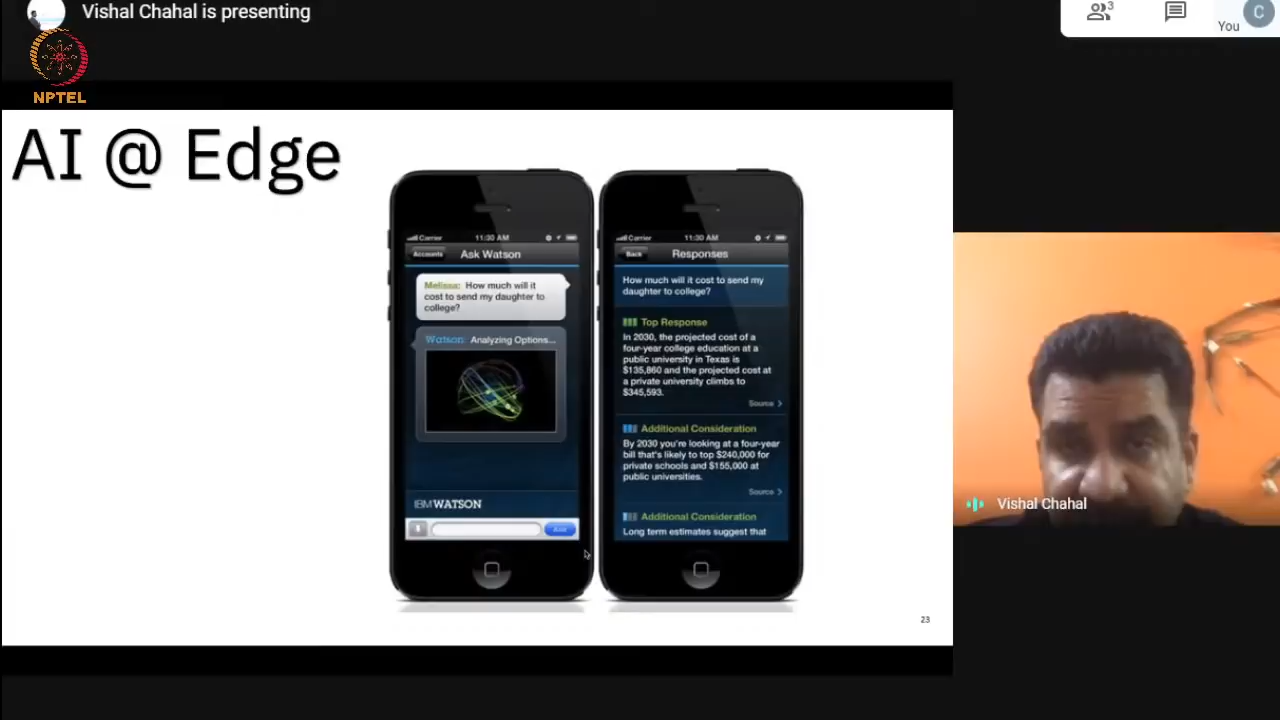 Vishal Chahal is presenting
3
You
C
NPTEL
AI @ Edge
Carrier 11:30 AM
Accounts Ask Watson
Melissa: How much will it
cost to send my daughter to
college?
Watson: Analyzing Options...
IBM WATSON
Ask
Carrier 11:30 AM
Back Responses
How much will it cost to send my
daughter to college?
Top Response
In 2030, the projected cost of a
four-year college education at a
public university in Texas is
$135,860 and the projected cost at
a private university climbs to
$345,593.
Source >
Additional Consideration
By 2030 you're looking at a four-year
bill that's likely to top $240,000 for
private schools and $155,000 at
public universities.
Source >
Additional Consideration
Long term estimates suggest that
23
Vishal Chahal